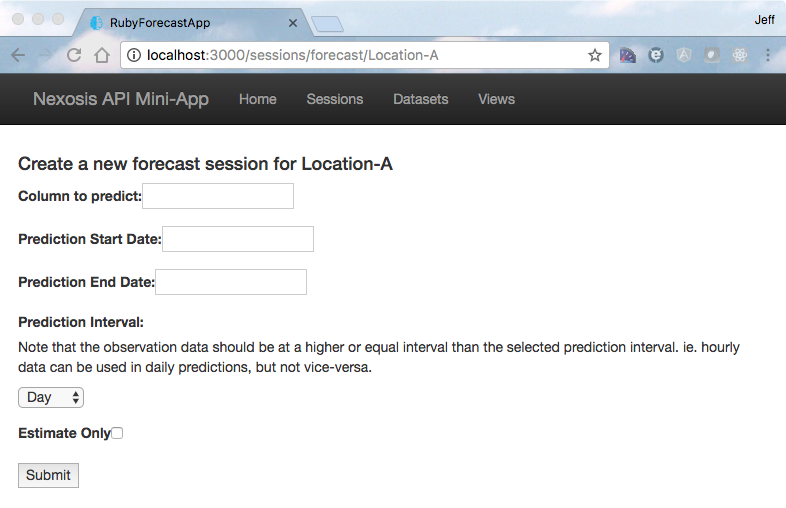 RubyForecastApp
Jeff
localhost:3000/sessions/forecast/Location-A
Nexosis API Mini-App Home Sessions Datasets Views
Create a new forecast session for Location-A
Column to predict:
Prediction Start Date:
Prediction End Date:
Prediction Interval:
Note that the observation data should be at a higher or equal interval than the selected prediction interval. ie. hourly
data can be used in daily predictions, but not vice-versa.
Day
Estimate Only
Submit